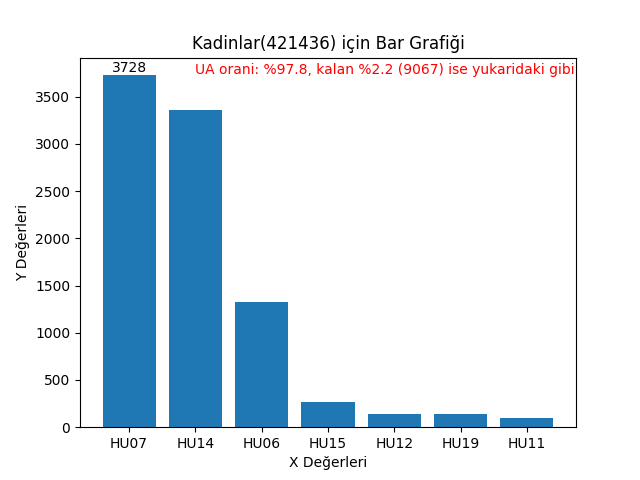 Kadinlar(421436) için Bar Grafiği
3728
UA orani: %97.8, kalan %2.2 (9067) ise yukaridaki gibi
3500
3000
2500
2000
1500
1000
500
0
Y Değerleri
HU07 HU14 HU06 HU15 HU12 HU19 HU11
X Değerleri